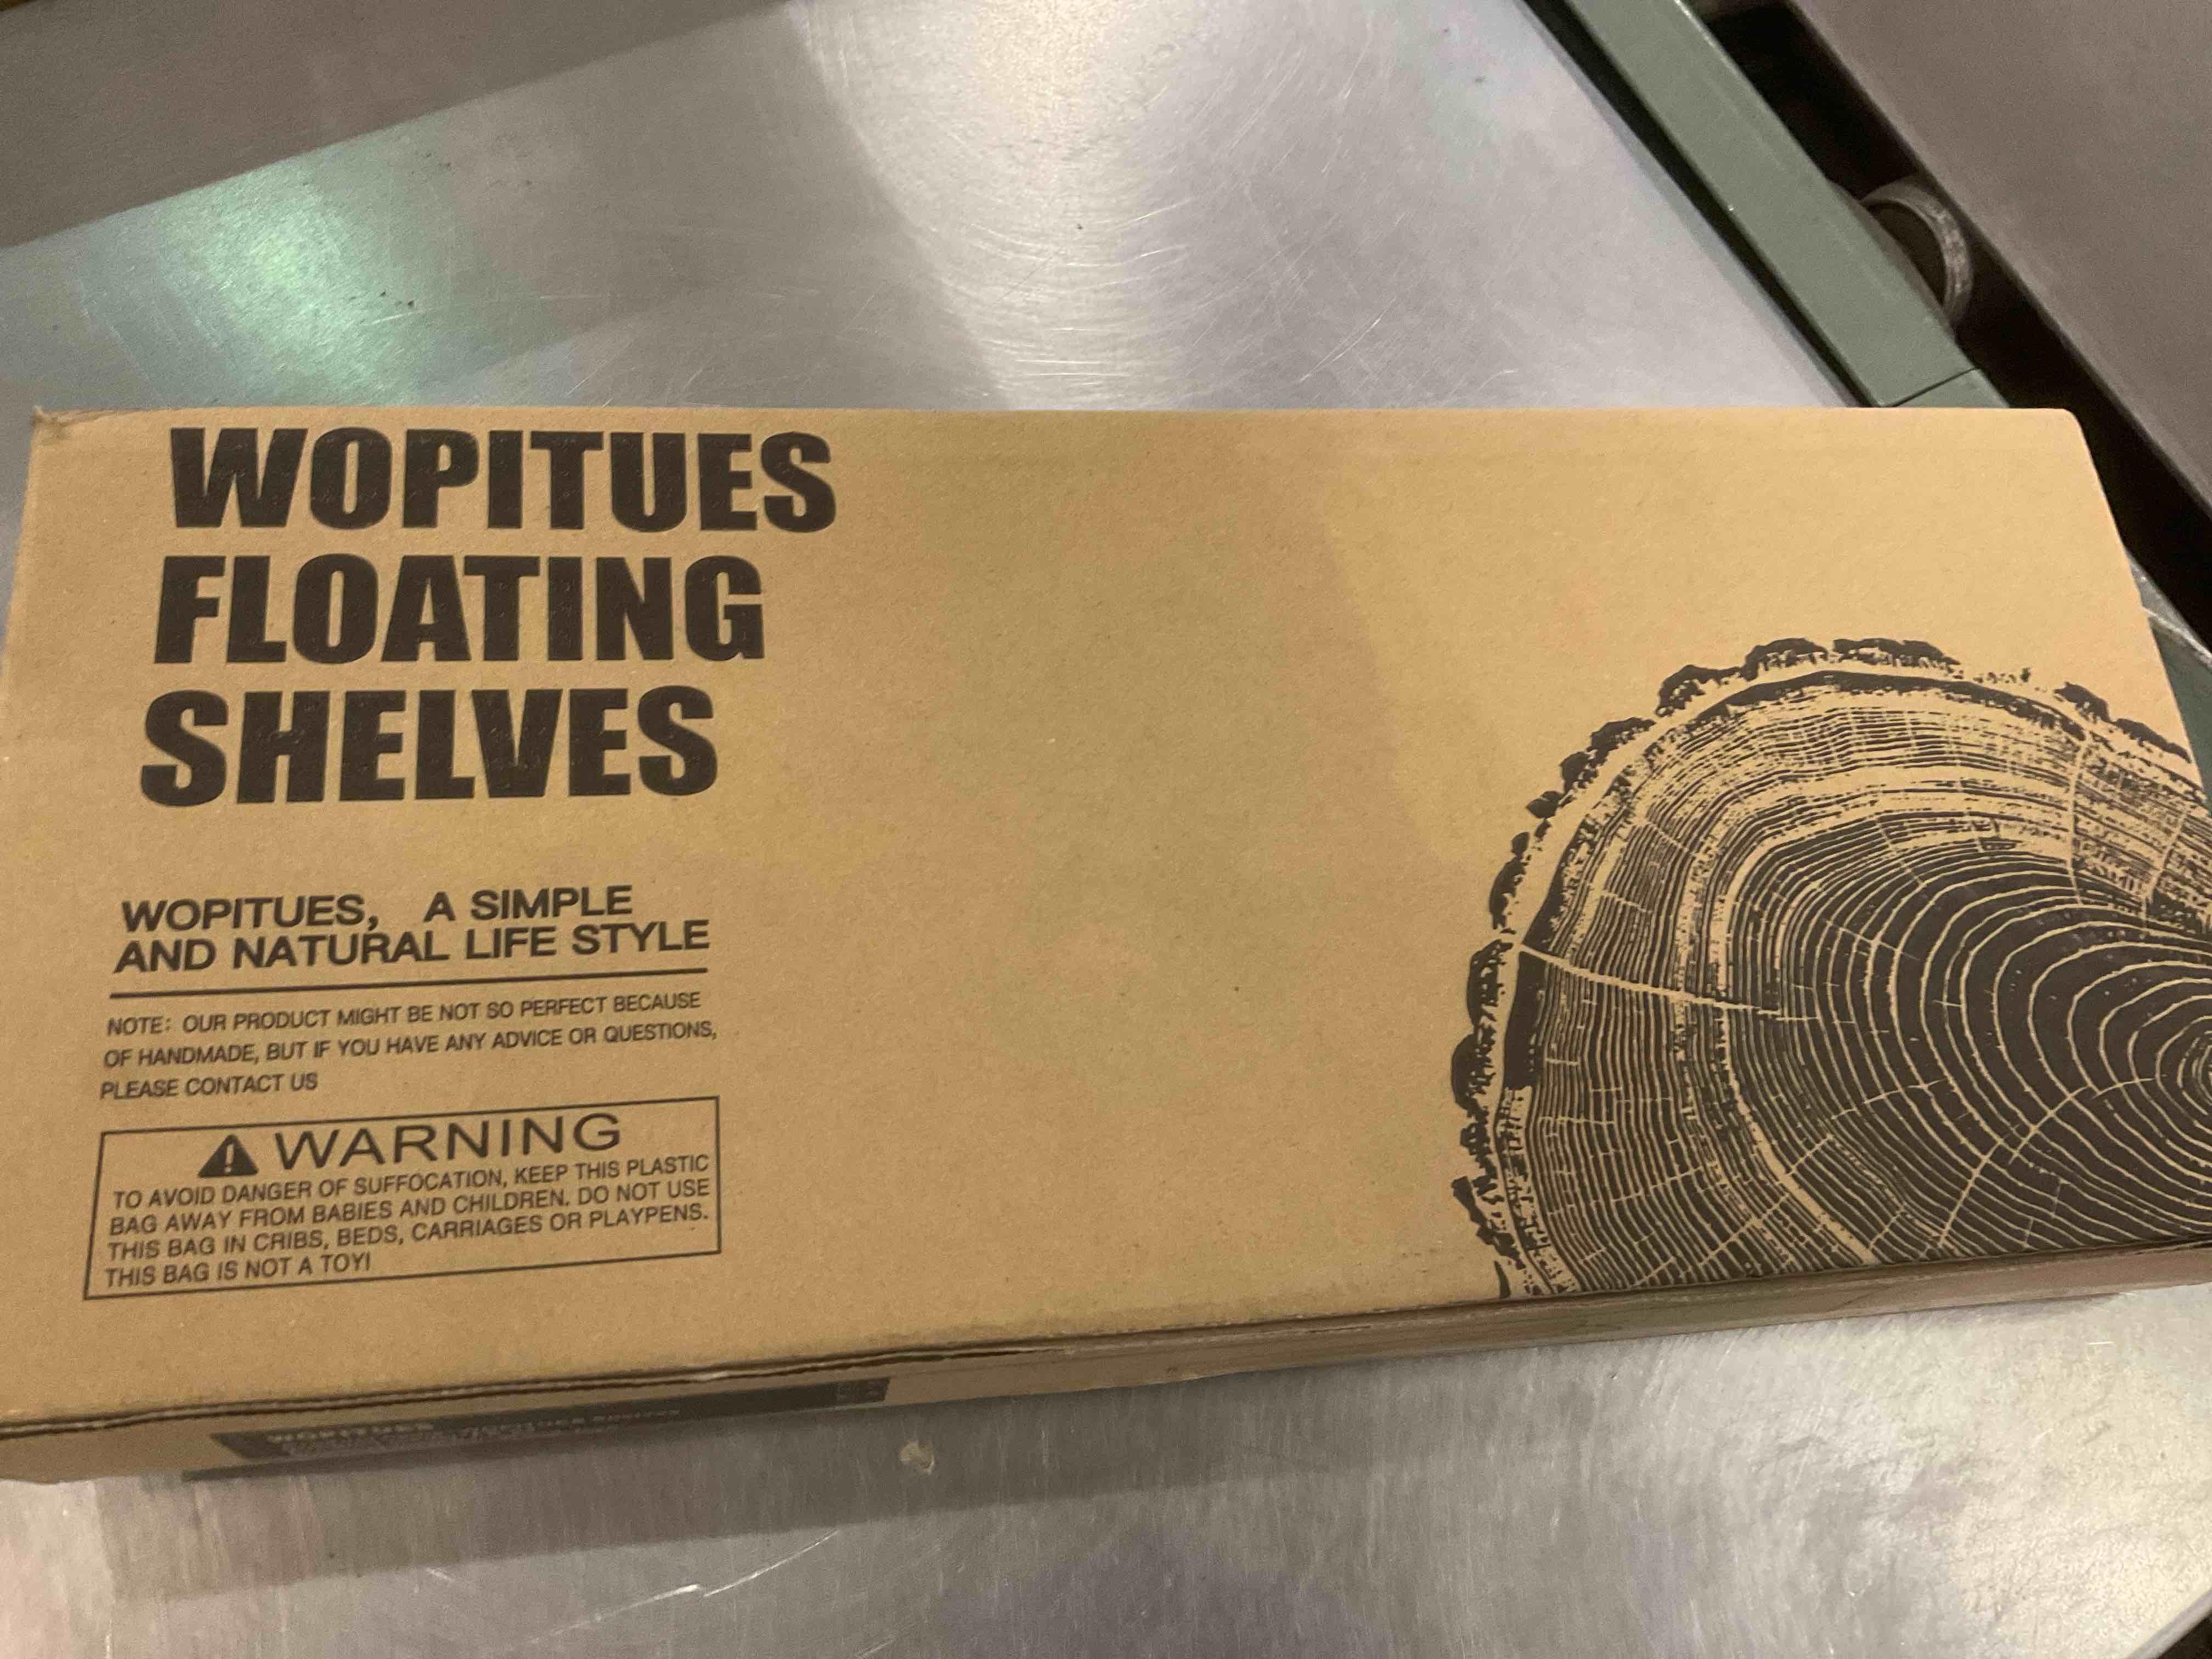 WOPITUES
FLOATING
SHELVES
WOPITUES, A SIMPLE
AND NATURAL LIFE STYLE
NOTE: OUR PRODUCT MIGHT BE NOT SO PERFECT BECAUSE
OF HANDMADE, BUT IF YOU HAVE ANY ADVICE OR QUESTIONS,
PLEASE CONTACT US
WARNING
TO AVOID DANGER OF SUFFOCATION, KEEP THIS PLASTIC
BAG AWAY FROM BABIES AND CHILDREN. DO NOT USE
THIS BAG IN CRIBS, BEDS, CARRIAGES OR PLAYPENS.
THIS BAG IS NOT A TOY!
WOPITUES